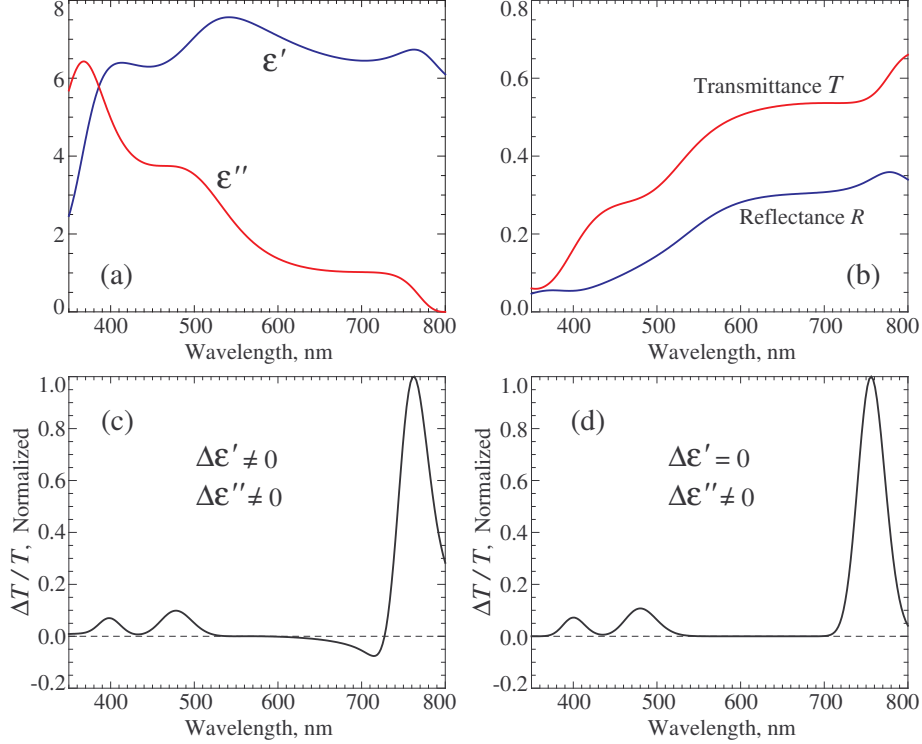 8
6
4
2
0
ε′
ε′′
(a)
400 500 600 700 800
Wavelength, nm
0.8
0.6
0.4
0.2
0.0
Transmittance T
Reflectance R
(b)
400 500 600 700 800
Wavelength, nm
ΔT / T, Normalized
1.0
0.8
0.6
0.4
0.2
0.0
-0.2
(c)
Δε′ ≠ 0
Δε′′ ≠ 0
400 500 600 700 800
Wavelength, nm
ΔT / T, Normalized
1.0
0.8
0.6
0.4
0.2
0.0
-0.2
(d)
Δε′ = 0
Δε′′ ≠ 0
400 500 600 700 800
Wavelength, nm